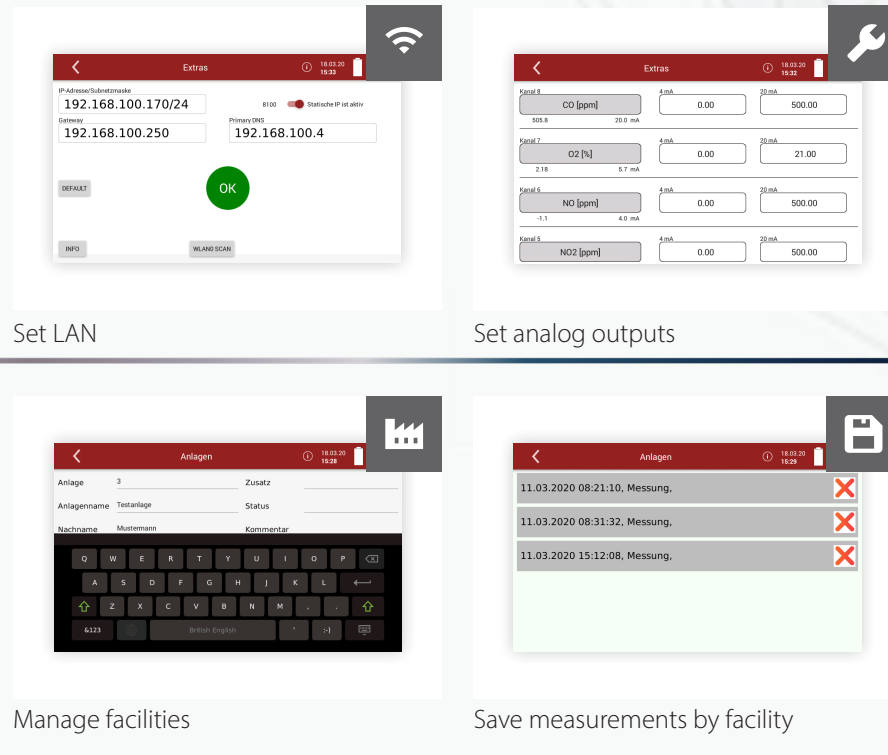 Extras
18.03.20
15:33
IP-Adresse/Subnetzmaske
192.168.100.170/24
8100
Statische IP ist aktiv
Gateway
192.168.100.250
Primary DNS
192.168.100.4
DEFAULT
OK
INFO
WLAN0 SCAN
Set LAN
Extras
18.03.20
15:32
Kanal 8
4 mA
20 mA
CO [ppm]
0.00
500.00
505.8
20.0 mA
Kanal 7
4 mA
20 mA
O2 [%]
0.00
21.00
2.18
5.7 mA
Kanal 6
4 mA
20 mA
NO [ppm]
0.00
500.00
-1.1
4.0 mA
Kanal 5
4 mA
20 mA
NO2 [ppm]
0.00
500.00
Set analog outputs
Anlagen
18.03.20
15:28
Anlage 3 Zusatz
Anlagenname Testanlage Status
Nachname Mustermann Kommentar
Q W E R T Y U I O P
A S D F G H J K L
Z X C V B N M , .
&123 British English ' :-)
Manage facilities
Anlagen
18.03.20
15:29
11.03.2020 08:21:10, Messung,
11.03.2020 08:31:32, Messung,
11.03.2020 15:12:08, Messung,
Save measurements by facility